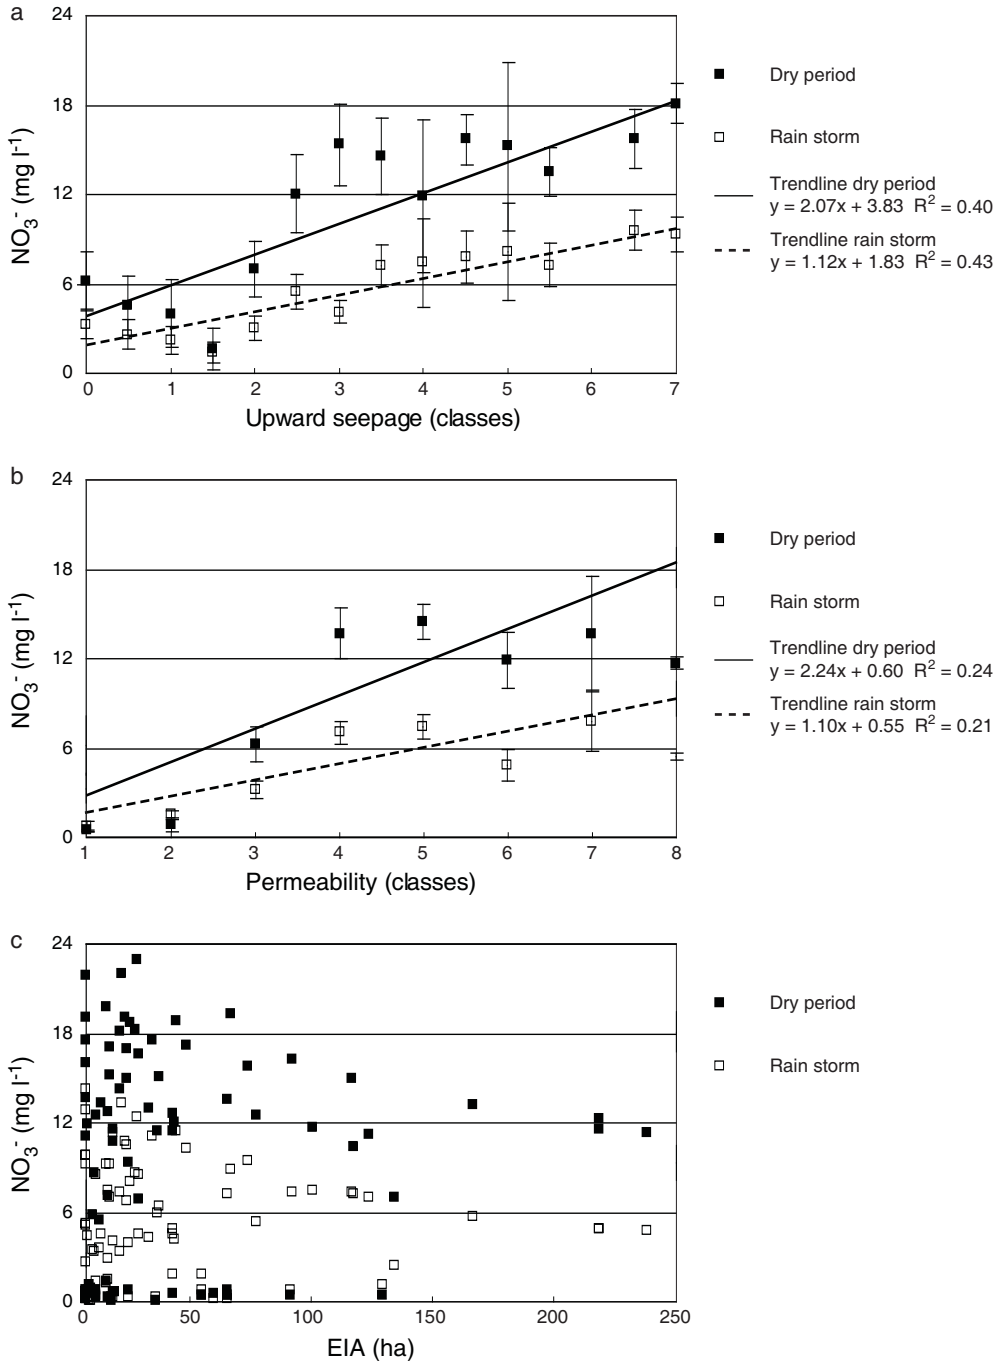 a
24
18
12
6
0
NO3- (mg l-1)
0 1 2 3 4 5 6 7
Upward seepage (classes)
Dry period
Rain storm
Trendline dry period
y = 2.07x + 3.83 R2 = 0.40
Trendline rain storm
y = 1.12x + 1.83 R2 = 0.43
b
24
18
12
6
0
NO3- (mg l-1)
1 2 3 4 5 6 7 8
Permeability (classes)
Dry period
Rain storm
Trendline dry period
y = 2.24x + 0.60 R2 = 0.24
Trendline rain storm
y = 1.10x + 0.55 R2 = 0.21
c
24
18
12
6
0
NO3- (mg l-1)
0 50 100 150 200 250
EIA (ha)
Dry period
Rain storm